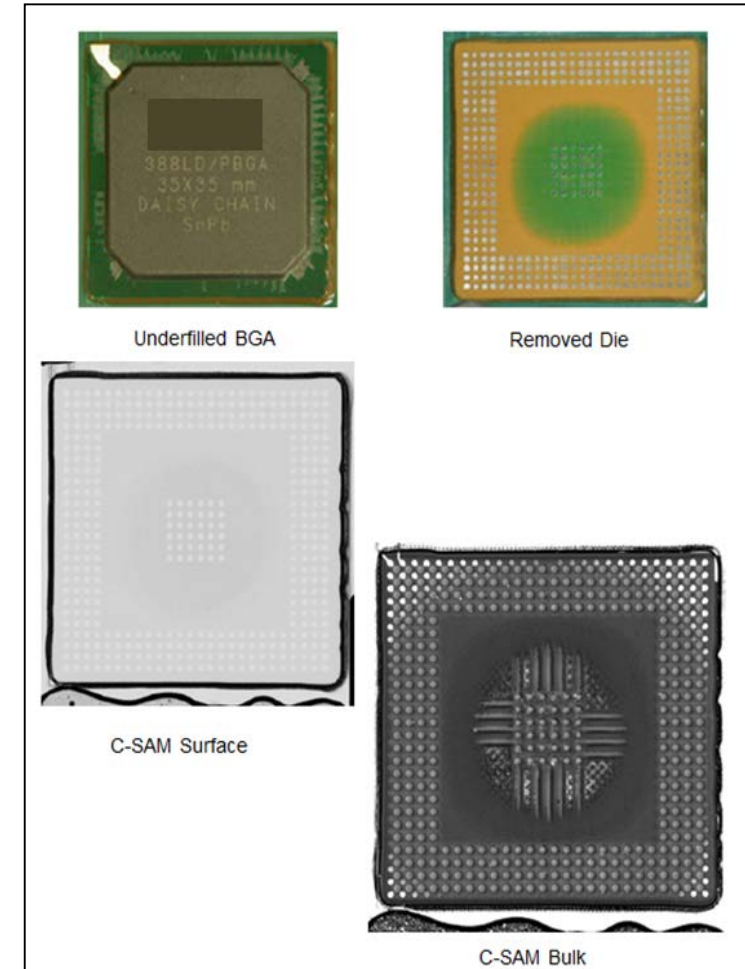 388LD/PBGA
35X35 mm
DAISY CHAIN
SnPb
Underfilled BGA
Removed Die
C-SAM Surface
C-SAM Bulk